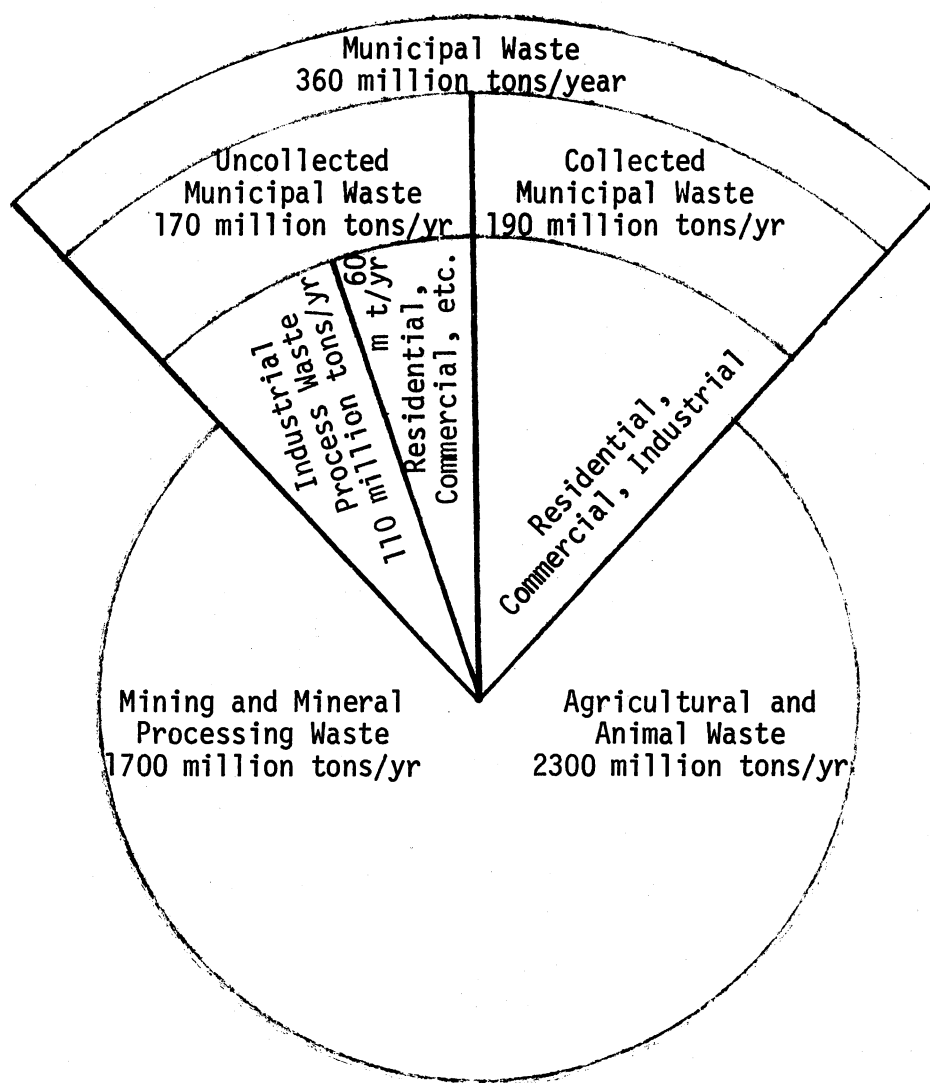 Municipal Waste
360 million tons/year
Uncollected
Municipal Waste
170 million tons/yr
Collected
Municipal Waste
190 million tons/yr
Industrial
Process Waste
110 million tons/yr
60
m t/yr
Residential,
Commercial, etc.
Residential,
Commercial, Industrial
Mining and Mineral
Processing Waste
1700 million tons/yr
Agricultural and
Animal Waste
2300 million tons/yr